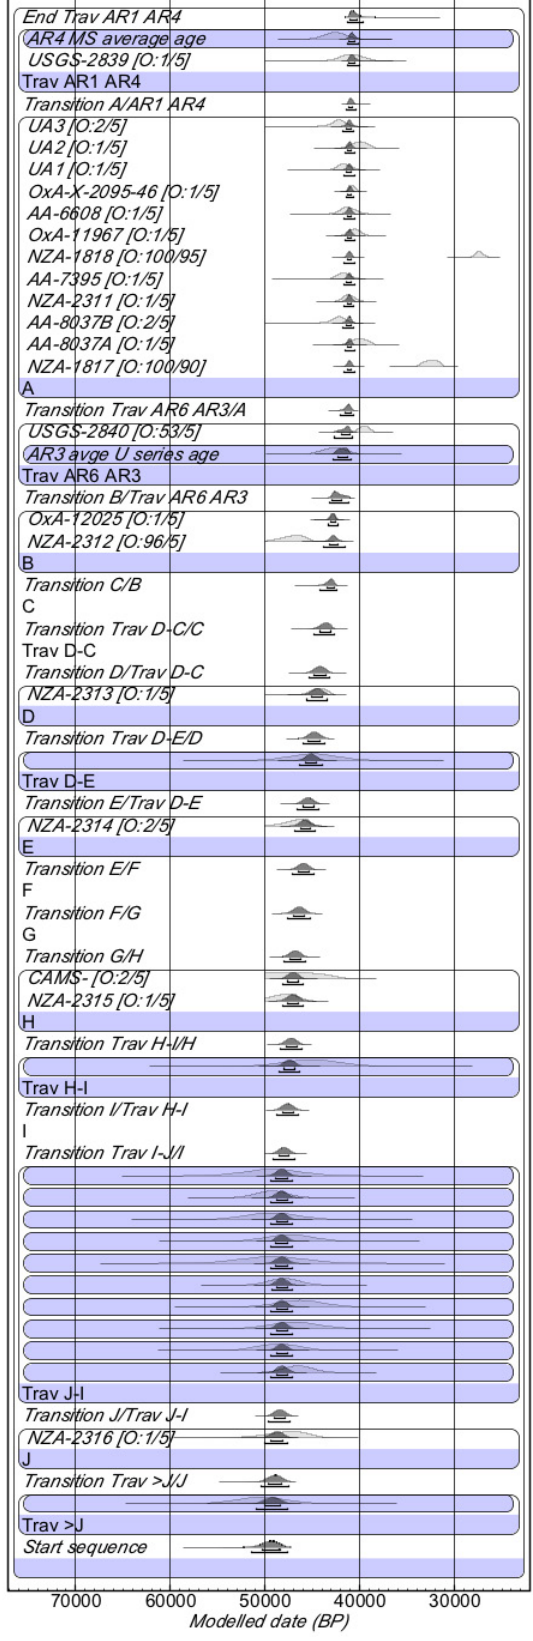 End Trav AR1 AR4
AR4 MS average age
USGS-2839 [O:1/5]
Trav AR1 AR4
Transition A/AR1 AR4
UA3 [O:2/5]
UA2 [O:1/5]
UA1 [O:1/5]
OxA-X-2095-46 [O:1/5]
AA-6608 [O:1/5]
OxA-11967 [O:1/5]
NZA-1818 [O:100/95]
AA-7395 [O:1/5]
NZA-2311 [O:1/5]
AA-8037B [O:2/5]
AA-8037A [O:1/5]
NZA-1817 [O:100/90]
A
Transition Trav AR6 AR3/A
USGS-2840 [O:53/5]
AR3 avge U series age
Trav AR6 AR3
Transition B/Trav AR6 AR3
OxA-12025 [O:1/5]
NZA-2312 [O:96/5]
B
Transition C/B
C
Transition Trav D-C/C
Trav D-C
Transition D/Trav D-C
NZA-2313 [O:1/5]
D
Transition Trav D-E/D
Trav D-E
Transition E/Trav D-E
NZA-2314 [O:2/5]
E
Transition E/F
F
Transition F/G
G
Transition G/H
CAMS- [O:2/5]
NZA-2315 [O:1/5]
H
Transition Trav H-I/H
Trav H-I
Transition I/Trav H-I
I
Transition Trav I-J/I
Trav J-I
Transition J/Trav J-I
NZA-2316 [O:1/5]
J
Transition Trav >J/J
Trav >J
Start sequence
70000 60000 50000 40000 30000
Modelled date (BP)